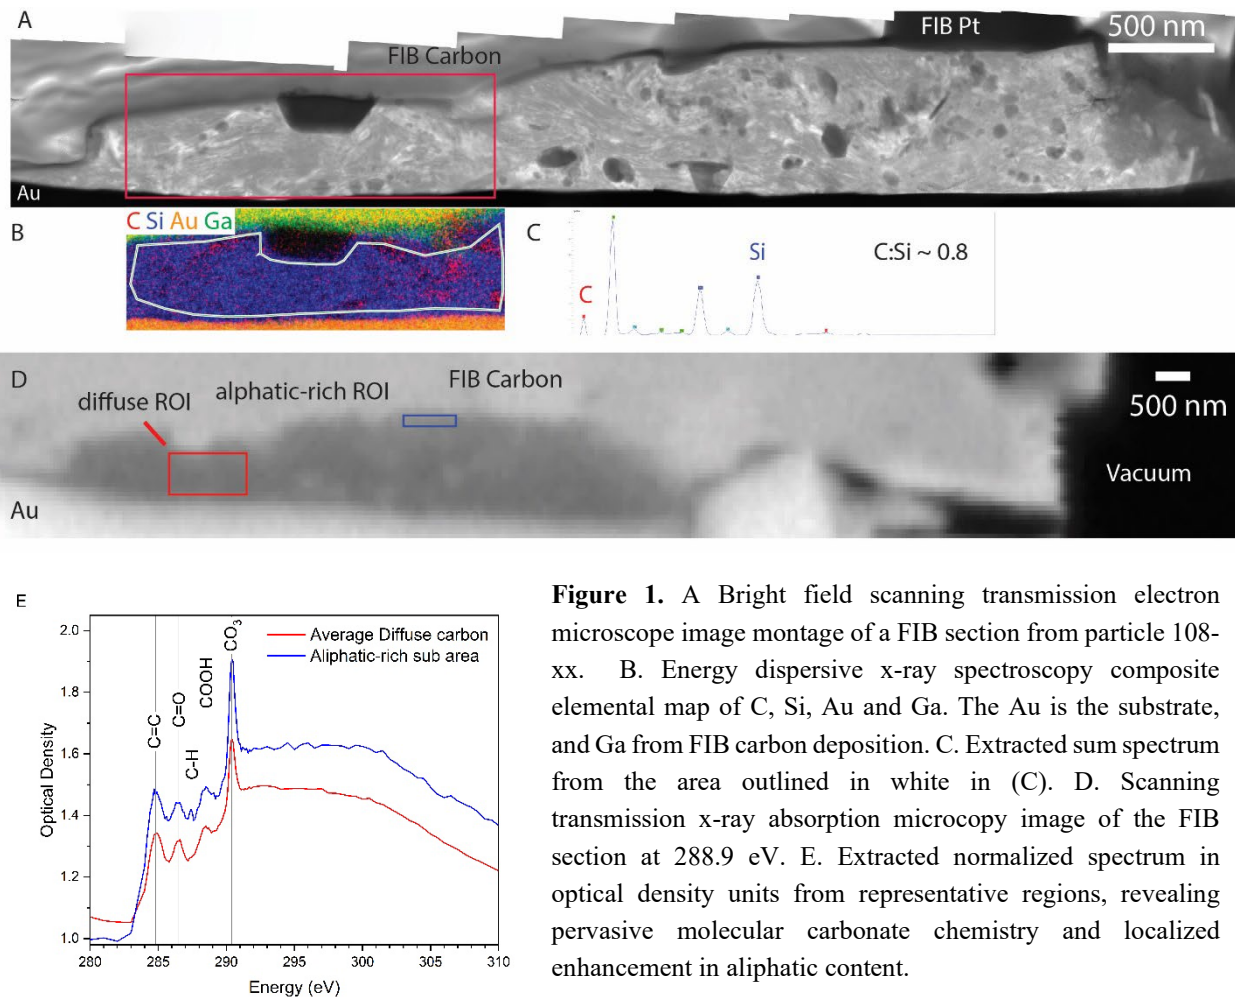 A
FIB Carbon
FIB Pt
500 nm
Au
B
C Si Au Ga
C
C
Si
C:Si ~ 0.8
D
diffuse ROI
alphatic-rich ROI
FIB Carbon
500 nm
Vacuum
Au
E
2.0
1.8
1.6
1.4
1.2
1.0
280
285
290
295
300
305
310
Optical Density
Energy (eV)
C=C
C=O
C-H
COOH
CO3
Average Diffuse carbon
Aliphatic-rich sub area
Figure 1. A Bright field scanning transmission electron
microscope image montage of a FIB section from particle 108-
xx. B. Energy dispersive x-ray spectroscopy composite
elemental map of C, Si, Au and Ga. The Au is the substrate,
and Ga from FIB carbon deposition. C. Extracted sum spectrum
from the area outlined in white in (C). D. Scanning
transmission x-ray absorption microcopy image of the FIB
section at 288.9 eV. E. Extracted normalized spectrum in
optical density units from representative regions, revealing
pervasive molecular carbonate chemistry and localized
enhancement in aliphatic content.